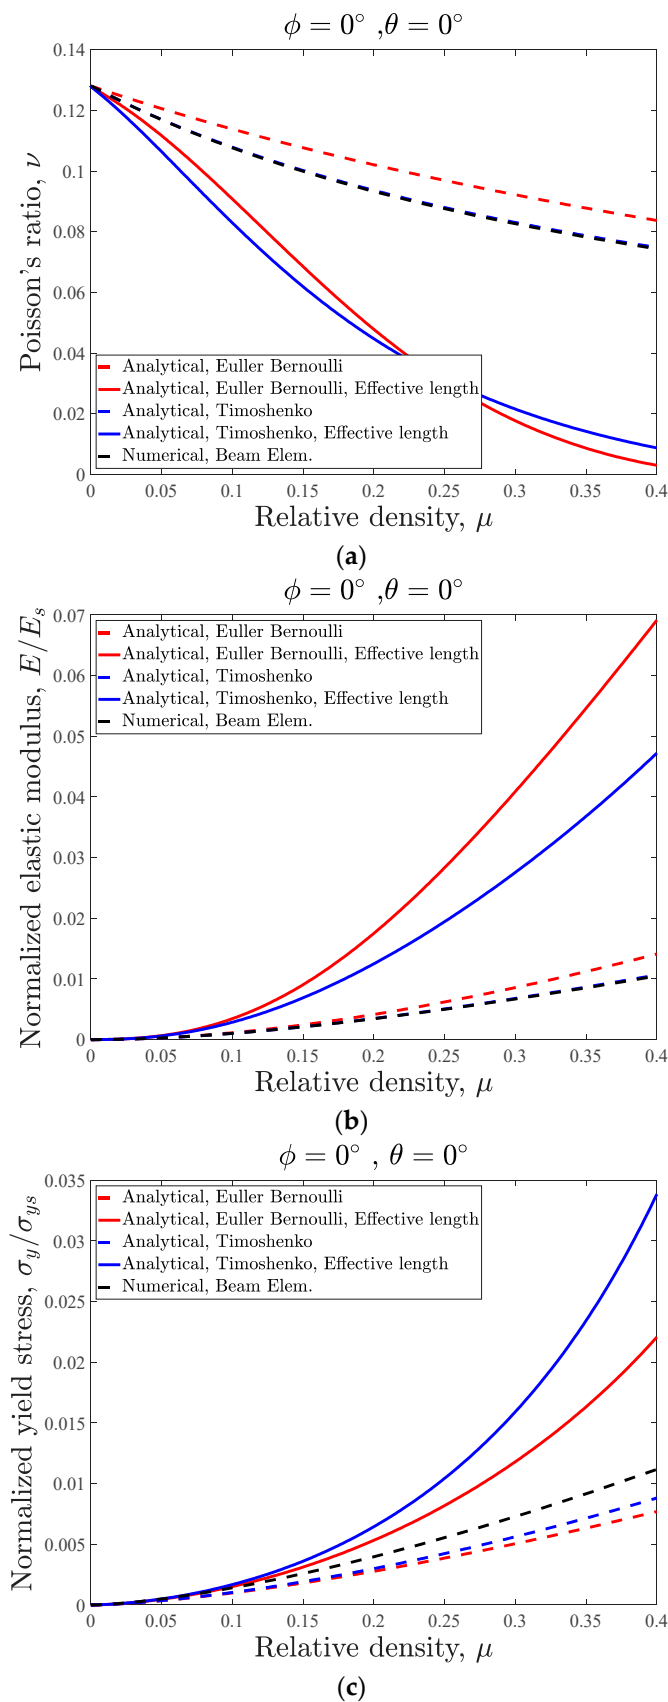 ϕ = 0° ,θ = 0°
0.14
0.12
0.1
0.08
0.06
0.04
0.02
0
Poisson's ratio, ν
Analytical, Euller Bernoulli
Analytical, Euller Bernoulli, Effective length
Analytical, Timoshenko
Analytical, Timoshenko, Effective length
Numerical, Beam Elem.
0 0.05 0.1 0.15 0.2 0.25 0.3 0.35 0.4
Relative density, μ
(a)
ϕ = 0° ,θ = 0°
0.07
0.06
0.05
0.04
0.03
0.02
0.01
0
Normalized elastic modulus, E/Es
Analytical, Euller Bernoulli
Analytical, Euller Bernoulli, Effective length
Analytical, Timoshenko
Analytical, Timoshenko, Effective length
Numerical, Beam Elem.
0 0.05 0.1 0.15 0.2 0.25 0.3 0.35 0.4
Relative density, μ
(b)
ϕ = 0° , θ = 0°
0.035
0.03
0.025
0.02
0.015
0.01
0.005
0
Normalized yield stress, σy/σys
Analytical, Euller Bernoulli
Analytical, Euller Bernoulli, Effective length
Analytical, Timoshenko
Analytical, Timoshenko, Effective length
Numerical, Beam Elem.
0 0.05 0.1 0.15 0.2 0.25 0.3 0.35 0.4
Relative density, μ
(c)